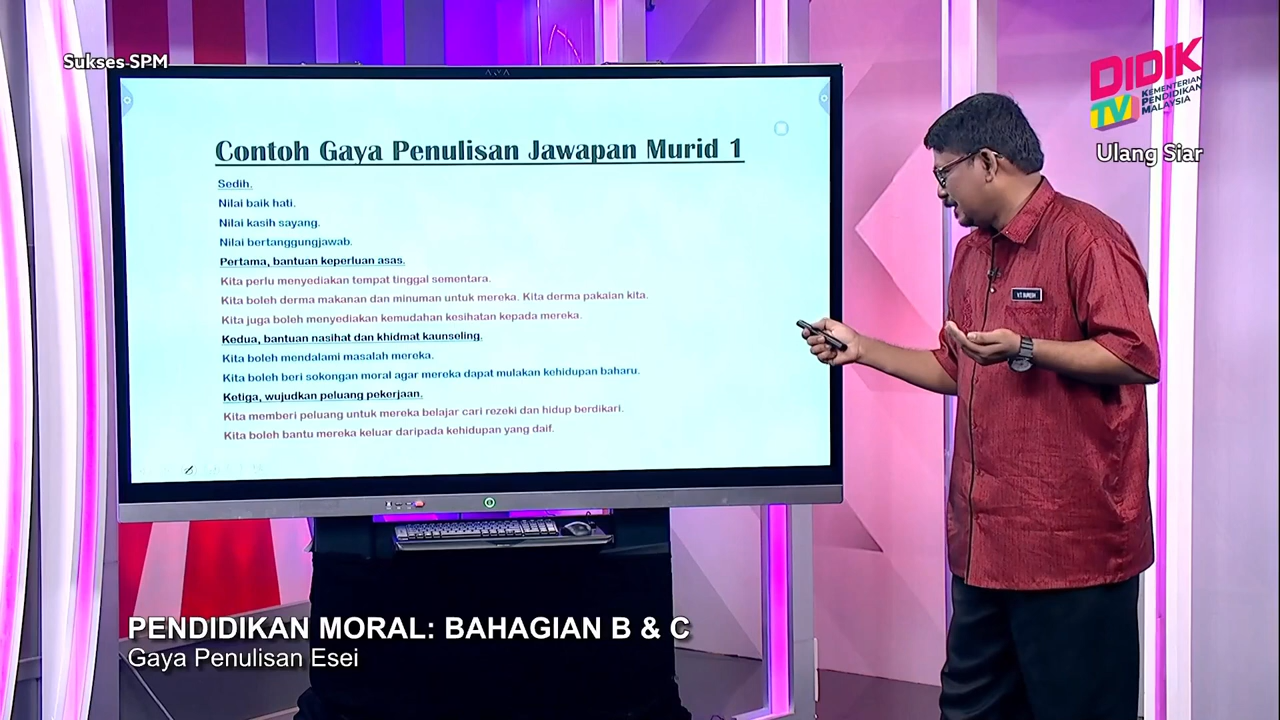 Sukses SPM
DIDIK
TV
KEMENTERIAN
PENDIDIKAN
MALAYSIA
Ulang Siar
Contoh Gaya Penulisan Jawapan Murid 1
Sedih.
Nilai baik hati.
Nilai kasih sayang.
Nilai bertanggungjawab.
Pertama, bantuan keperluan asas.
Kita perlu menyediakan tempat tinggal sementara.
Kita boleh derma makanan dan minuman untuk mereka. Kita derma pakaian kita.
Kita juga boleh menyediakan kemudahan kesihatan kepada mereka.
Kedua, bantuan nasihat dan khidmat kaunseling.
Kita boleh mendalami masalah mereka.
Kita boleh beri sokongan moral agar mereka dapat mulakan kehidupan baharu.
Ketiga, wujudkan peluang pekerjaan.
Kita memberi peluang untuk mereka belajar cari rezeki dan hidup berdikari.
Kita boleh bantu mereka keluar daripada kehidupan yang daif.
PENDIDIKAN MORAL: BAHAGIAN B & C
Gaya Penulisan Esei